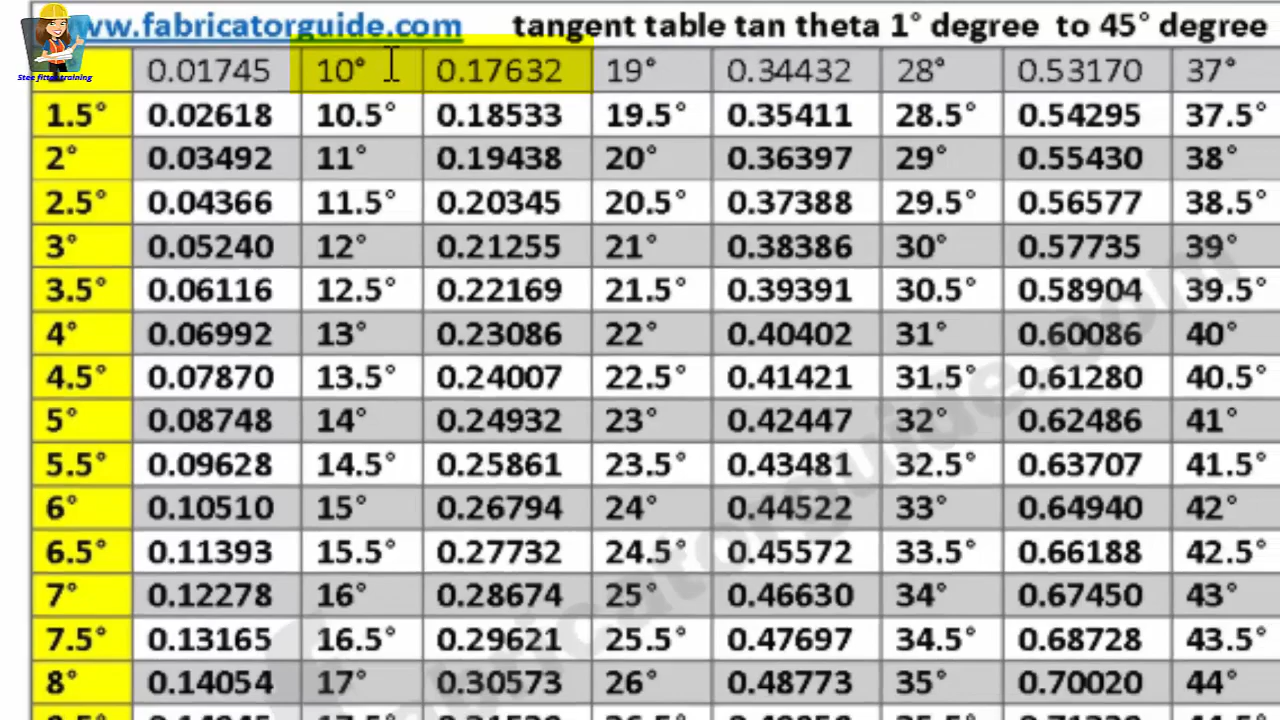 www.fabricatorguide.com tangent table tan theta 1° degree to 45° degree
Stee fitter training
0.01745 10° 0.17632 19° 0.34432 28° 0.53170 37°
1.5° 0.02618 10.5° 0.18533 19.5° 0.35411 28.5° 0.54295 37.5°
2° 0.03492 11° 0.19438 20° 0.36397 29° 0.55430 38°
2.5° 0.04366 11.5° 0.20345 20.5° 0.37388 29.5° 0.56577 38.5°
3° 0.05240 12° 0.21255 21° 0.38386 30° 0.57735 39°
3.5° 0.06116 12.5° 0.22169 21.5° 0.39391 30.5° 0.58904 39.5°
4° 0.06992 13° 0.23086 22° 0.40402 31° 0.60086 40°
4.5° 0.07870 13.5° 0.24007 22.5° 0.41421 31.5° 0.61280 40.5°
5° 0.08748 14° 0.24932 23° 0.42447 32° 0.62486 41°
5.5° 0.09628 14.5° 0.25861 23.5° 0.43481 32.5° 0.63707 41.5°
6° 0.10510 15° 0.26794 24° 0.44522 33° 0.64940 42°
6.5° 0.11393 15.5° 0.27732 24.5° 0.45572 33.5° 0.66188 42.5°
7° 0.12278 16° 0.28674 25° 0.46630 34° 0.67450 43°
7.5° 0.13165 16.5° 0.29621 25.5° 0.47697 34.5° 0.68728 43.5°
8° 0.14054 17° 0.30573 26° 0.48773 35° 0.70020 44°
fabricatorguide.com